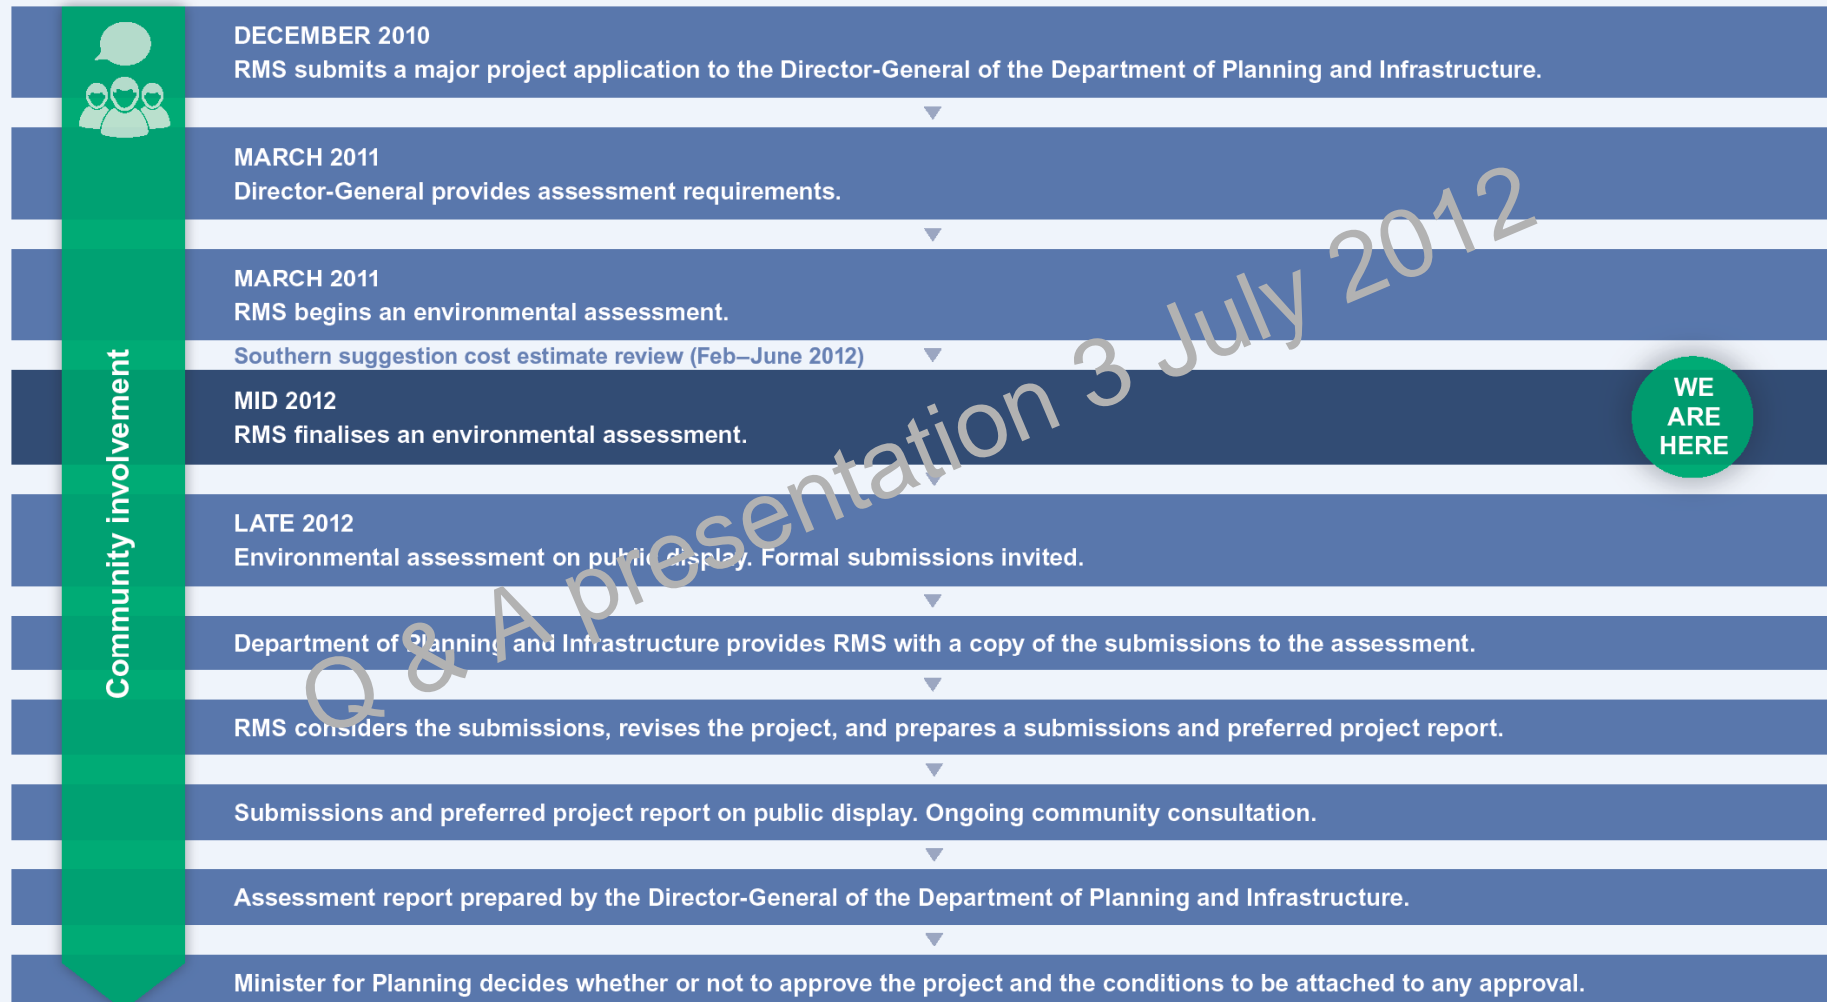 DECEMBER 2010
RMS submits a major project application to the Director-General of the Department of Planning and Infrastructure.
MARCH 2011
Director-General provides assessment requirements.
MARCH 2011
RMS begins an environmental assessment.
Southern suggestion cost estimate review (Feb–June 2012)
MID 2012
RMS finalises an environmental assessment.
WE
ARE
HERE
LATE 2012
Environmental assessment on public display. Formal submissions invited.
Department of Planning and Infrastructure provides RMS with a copy of the submissions to the assessment.
RMS considers the submissions, revises the project, and prepares a submissions and preferred project report.
Submissions and preferred project report on public display. Ongoing community consultation.
Assessment report prepared by the Director-General of the Department of Planning and Infrastructure.
Minister for Planning decides whether or not to approve the project and the conditions to be attached to any approval.
Community involvement
Q & A presentation 3 July 2012